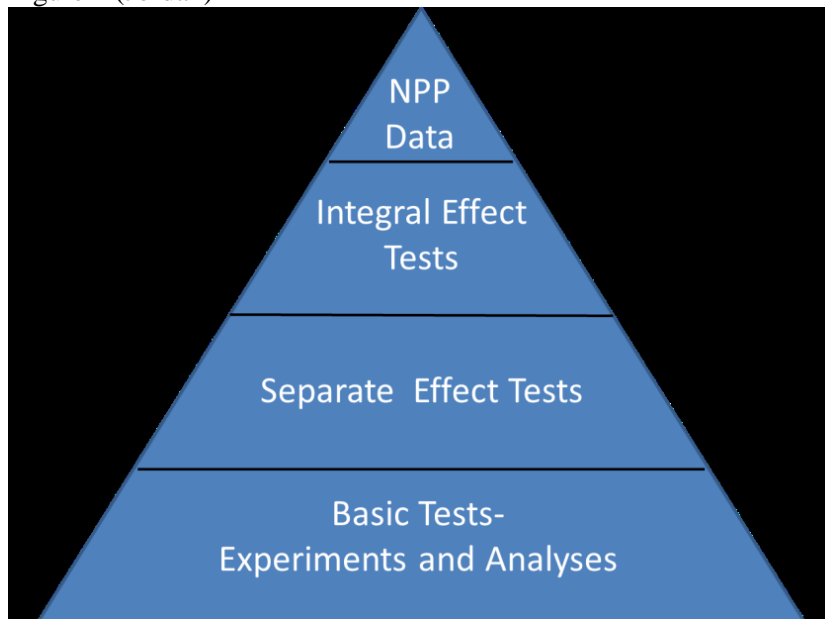 NPP
Data
Integral Effect
Tests
Separate Effect Tests
Basic Tests-
Experiments and Analyses